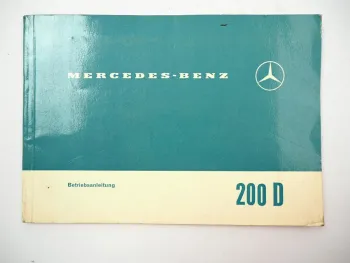 MERCEDES-BENZ
Betriebsanleitung
200 D